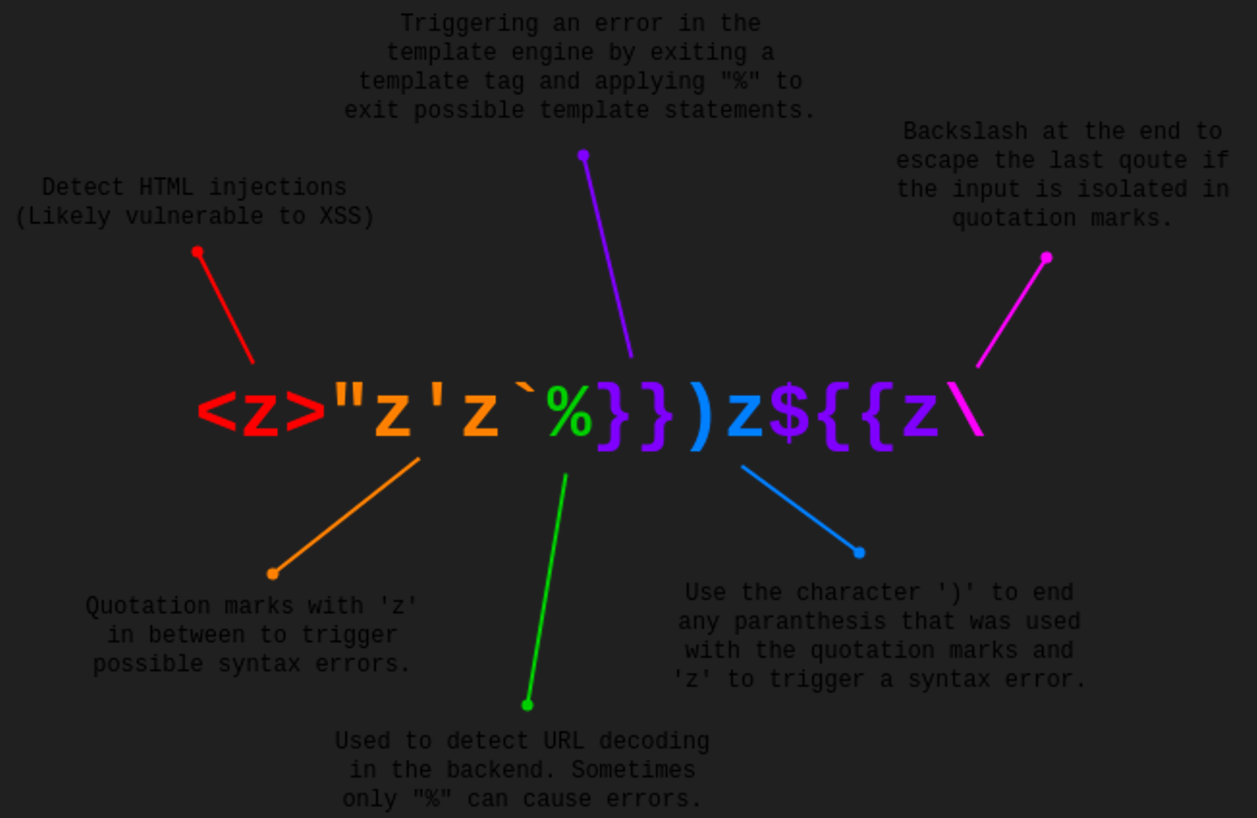 Triggering an error in the
template engine by exiting a
template tag and applying "%" to
exit possible template statements.
Backslash at the end to
escape the last qoute if
the input is isolated in
quotation marks.
Detect HTML injections
(Likely vulnerable to XSS)
<z>"z'z`%}})z${{z\
Quotation marks with 'z'
in between to trigger
possible syntax errors.
Use the character ')' to end
any paranthesis that was used
with the quotation marks and
'z' to trigger a syntax error.
Used to detect URL decoding
in the backend. Sometimes
only "%" can cause errors.